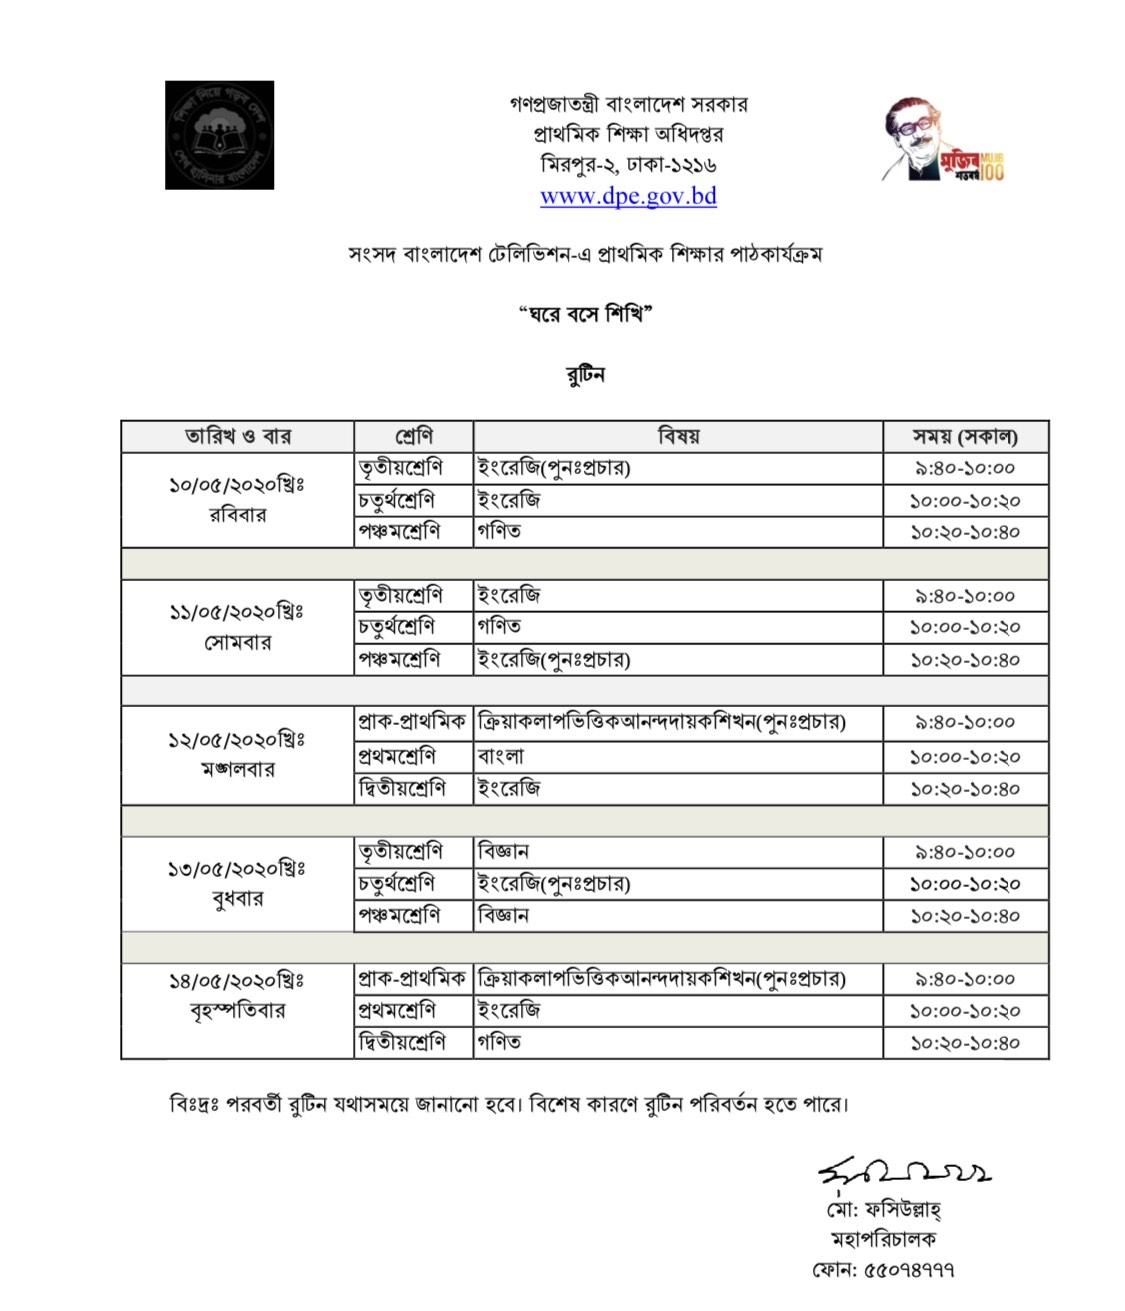 শিক্ষা নিয়ে গড়ব দেশ
শেখ হাসিনার বাংলাদেশ
গণপ্রজাতন্ত্রী বাংলাদেশ সরকার
প্রাথমিক শিক্ষা অধিদপ্তর
মিরপুর-২, ঢাকা-১২১৬
www.dpe.gov.bd
মুজিব MUJIB
শতবর্ষ 100
সংসদ বাংলাদেশ টেলিভিশন-এ প্রাথমিক শিক্ষার পাঠকার্যক্রম
“ঘরে বসে শিখি”
রুটিন
তারিখ ও বার শ্রেণি বিষয় সময় (সকাল)
১০/০৫/২০২০খ্রিঃ
রবিবার
তৃতীয়শ্রেণি ইংরেজি(পুনঃপ্রচার) ৯:৪০-১০:০০
চতুর্থশ্রেণি ইংরেজি ১০:০০-১০:২০
পঞ্চমশ্রেণি গণিত ১০:২০-১০:৪০
১১/০৫/২০২০খ্রিঃ
সোমবার
তৃতীয়শ্রেণি ইংরেজি ৯:৪০-১০:০০
চতুর্থশ্রেণি গণিত ১০:০০-১০:২০
পঞ্চমশ্রেণি ইংরেজি(পুনঃপ্রচার) ১০:২০-১০:৪০
১২/০৫/২০২০খ্রিঃ
মঙ্গলবার
প্রাক-প্রাথমিক ক্রিয়াকলাপভিত্তিকআনন্দদায়কশিখন(পুনঃপ্রচার) ৯:৪০-১০:০০
প্রথমশ্রেণি বাংলা ১০:০০-১০:২০
দ্বিতীয়শ্রেণি ইংরেজি ১০:২০-১০:৪০
১৩/০৫/২০২০খ্রিঃ
বুধবার
তৃতীয়শ্রেণি বিজ্ঞান ৯:৪০-১০:০০
চতুর্থশ্রেণি ইংরেজি(পুনঃপ্রচার) ১০:০০-১০:২০
পঞ্চমশ্রেণি বিজ্ঞান ১০:২০-১০:৪০
১৪/০৫/২০২০খ্রিঃ
বৃহস্পতিবার
প্রাক-প্রাথমিক ক্রিয়াকলাপভিত্তিকআনন্দদায়কশিখন(পুনঃপ্রচার) ৯:৪০-১০:০০
প্রথমশ্রেণি ইংরেজি ১০:০০-১০:২০
দ্বিতীয়শ্রেণি গণিত ১০:২০-১০:৪০
বিঃদ্রঃ পরবর্তী রুটিন যথাসময়ে জানানো হবে। বিশেষ কারণে রুটিন পরিবর্তন হতে পারে।
মো: ফসিউল্লাহ্
মহাপরিচালক
ফোন: ৫৫০৭৪৭৭৭